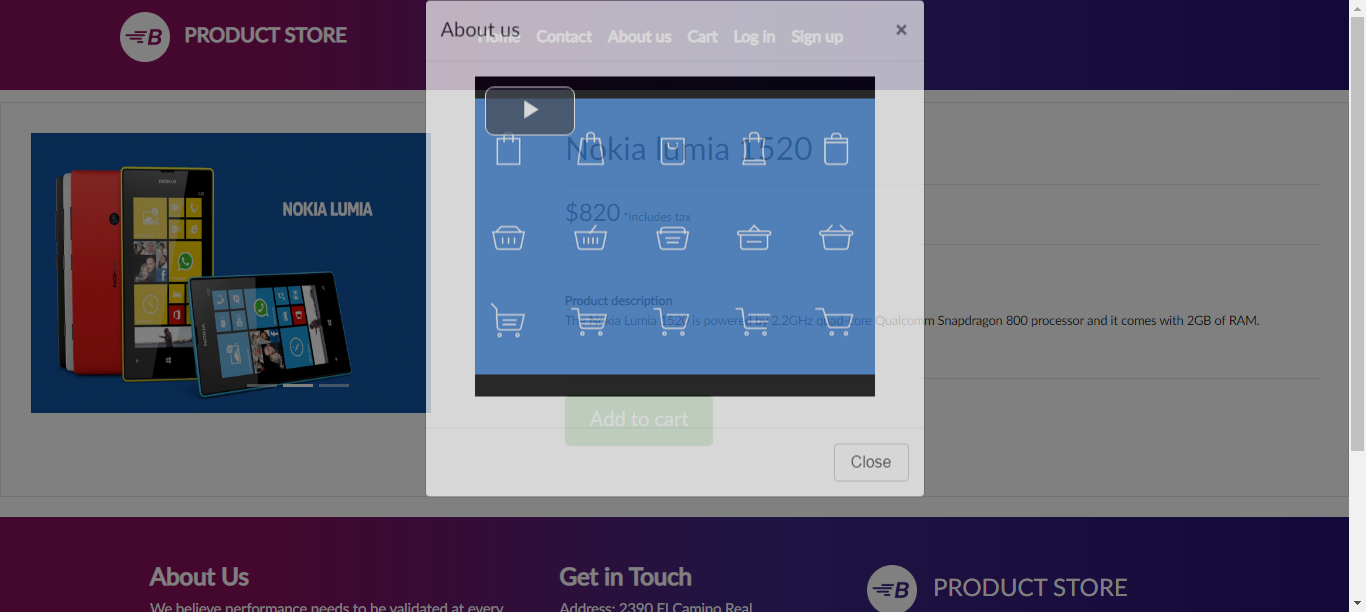 B PRODUCT STORE
About us
×
Home Contact About us Cart Log in Sign up
NOKIA LUMIA
Nokia lumia 1520
$820 *includes tax
Product description
The Nokia Lumia 1520 is powered by 2.2GHz quad-core Qualcomm Snapdragon 800 processor and it comes with 2GB of RAM.
Add to cart
Close
About Us
We believe performance needs to be validated at every
Get in Touch
Address: 2390 El Camino Real
B PRODUCT STORE